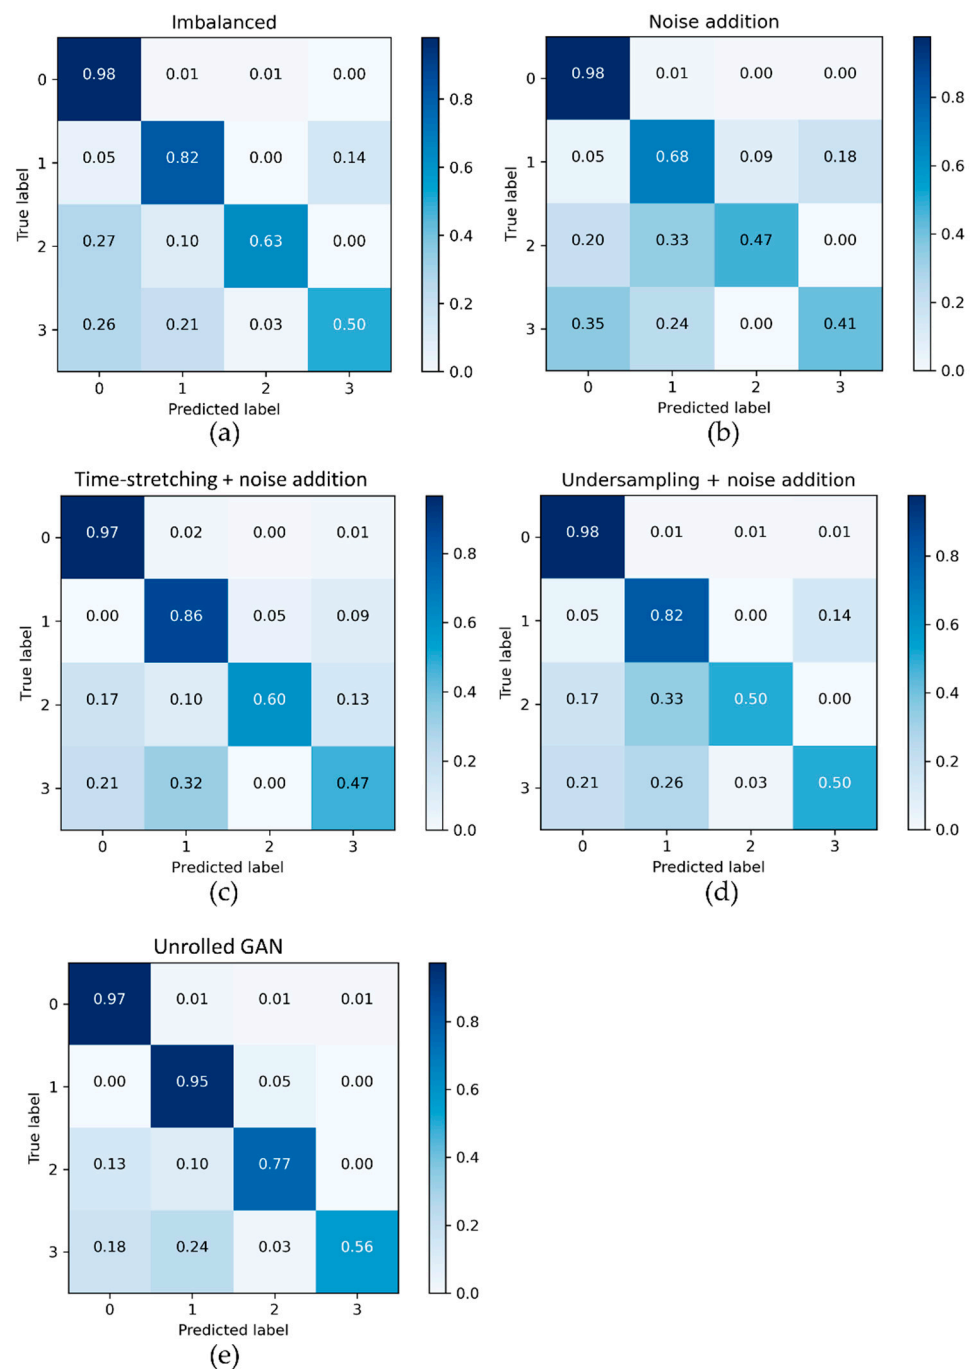 Imbalanced
0 0.98 0.01 0.01 0.00
1 0.05 0.82 0.00 0.14
2 0.27 0.10 0.63 0.00
3 0.26 0.21 0.03 0.50
0 1 2 3
True label
Predicted label
0.8
0.6
0.4
0.2
0.0
(a)
Noise addition
0 0.98 0.01 0.00 0.00
1 0.05 0.68 0.09 0.18
2 0.20 0.33 0.47 0.00
3 0.35 0.24 0.00 0.41
0 1 2 3
True label
Predicted label
0.8
0.6
0.4
0.2
0.0
(b)
Time-stretching + noise addition
0 0.97 0.02 0.00 0.01
1 0.00 0.86 0.05 0.09
2 0.17 0.10 0.60 0.13
3 0.21 0.32 0.00 0.47
0 1 2 3
True label
Predicted label
0.8
0.6
0.4
0.2
0.0
(c)
Undersampling + noise addition
0 0.98 0.01 0.01 0.01
1 0.05 0.82 0.00 0.14
2 0.17 0.33 0.50 0.00
3 0.21 0.26 0.03 0.50
0 1 2 3
True label
Predicted label
0.8
0.6
0.4
0.2
0.0
(d)
Unrolled GAN
0 0.97 0.01 0.01 0.01
1 0.00 0.95 0.05 0.00
2 0.13 0.10 0.77 0.00
3 0.18 0.24 0.03 0.56
0 1 2 3
True label
Predicted label
0.8
0.6
0.4
0.2
0.0
(e)